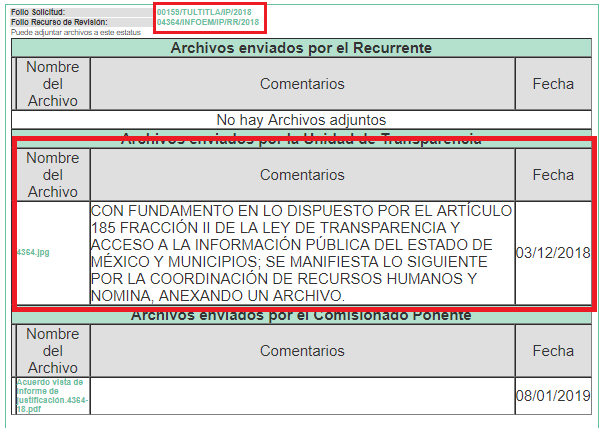 Folio Solicitud: 00159/TULTITLA/IP/2018
Folio Recurso de Revisión: 04364/INFOEM/IP/RR/2018
Puede adjuntar archivos a este estatus
Archivos enviados por el Recurrente
Nombre del Archivo Comentarios Fecha
No hay Archivos adjuntos
Archivos enviados por la Unidad de Transparencia
Nombre del Archivo Comentarios Fecha
4364.jpg
CON FUNDAMENTO EN LO DISPUESTO POR EL ARTÍCULO
185 FRACCIÓN II DE LA LEY DE TRANSPARENCIA Y
ACCESO A LA INFORMACIÓN PÚBLICA DEL ESTADO DE
MÉXICO Y MUNICIPIOS; SE MANIFIESTA LO SIGUIENTE
POR LA COORDINACIÓN DE RECURSOS HUMANOS Y
NOMINA, ANEXANDO UN ARCHIVO.
03/12/2018
Archivos enviados por el Comisionado Ponente
Nombre del Archivo Comentarios Fecha
Acuerdo vista de
informe de
justificación.4364-
18.pdf
08/01/2019